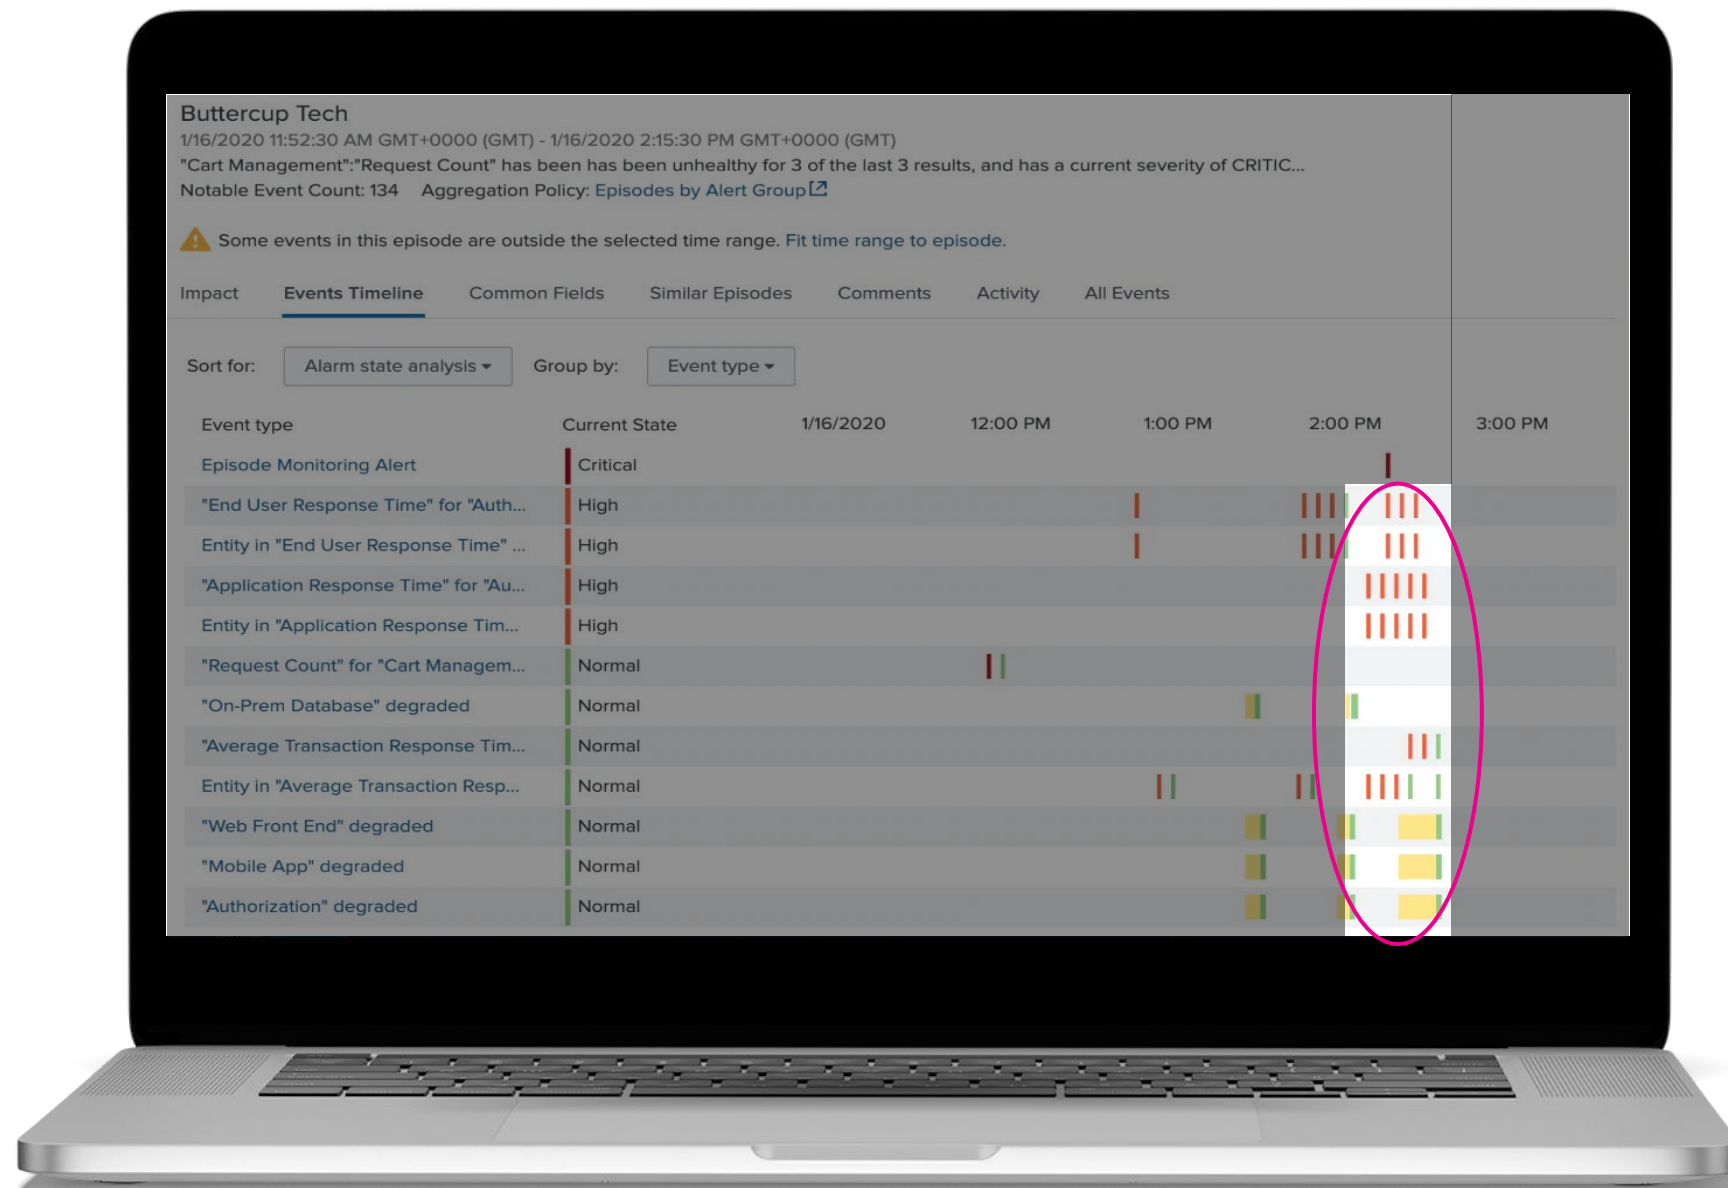 Buttercup Tech
1/16/2020 11:52:30 AM GMT+0000 (GMT) - 1/16/2020 2:15:30 PM GMT+0000 (GMT)
"Cart Management":"Request Count" has been has been unhealthy for 3 of the last 3 results, and has a current severity of CRITIC...
Notable Event Count: 134 Aggregation Policy: Episodes by Alert Group
Some events in this episode are outside the selected time range. Fit time range to episode.
Impact Events Timeline Common Fields Similar Episodes Comments Activity All Events
Sort for: Alarm state analysis Group by: Event type
Event type Current State 1/16/2020 12:00 PM 1:00 PM 2:00 PM 3:00 PM
Episode Monitoring Alert Critical
"End User Response Time" for "Auth... High
Entity in "End User Response Time" ... High
"Application Response Time" for "Au... High
Entity in "Application Response Tim... High
"Request Count" for "Cart Managem... Normal
"On-Prem Database" degraded Normal
"Average Transaction Response Tim... Normal
Entity in "Average Transaction Resp... Normal
"Web Front End" degraded Normal
"Mobile App" degraded Normal
"Authorization" degraded Normal